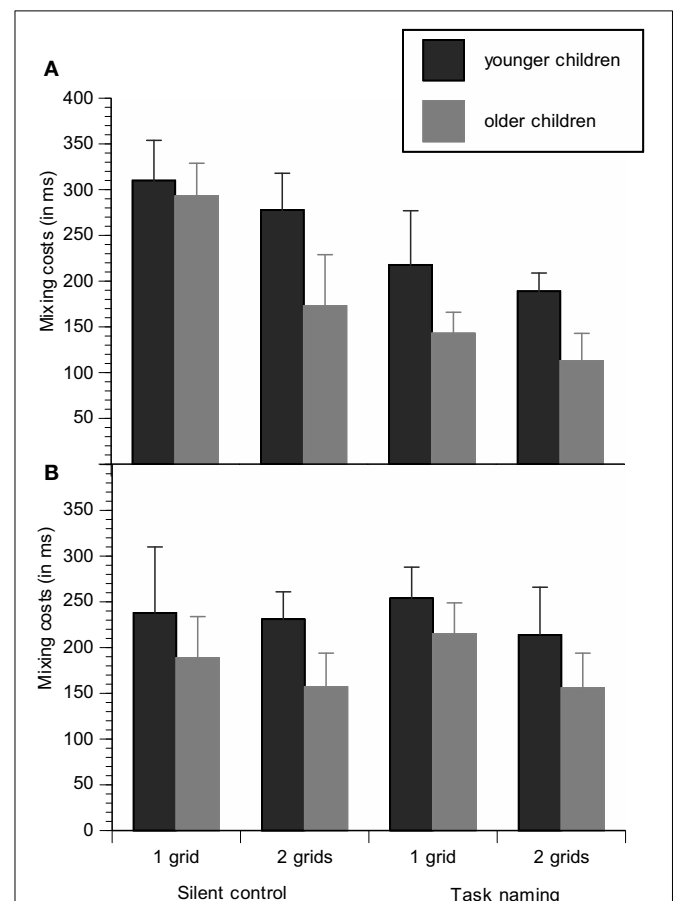 younger children
older children
A
Mixing costs (in ms)
400
350
300
250
200
150
100
50
B
Mixing costs (in ms)
350
300
250
200
150
100
50
0
1 grid 2 grids 1 grid 2 grids
Silent control Task naming